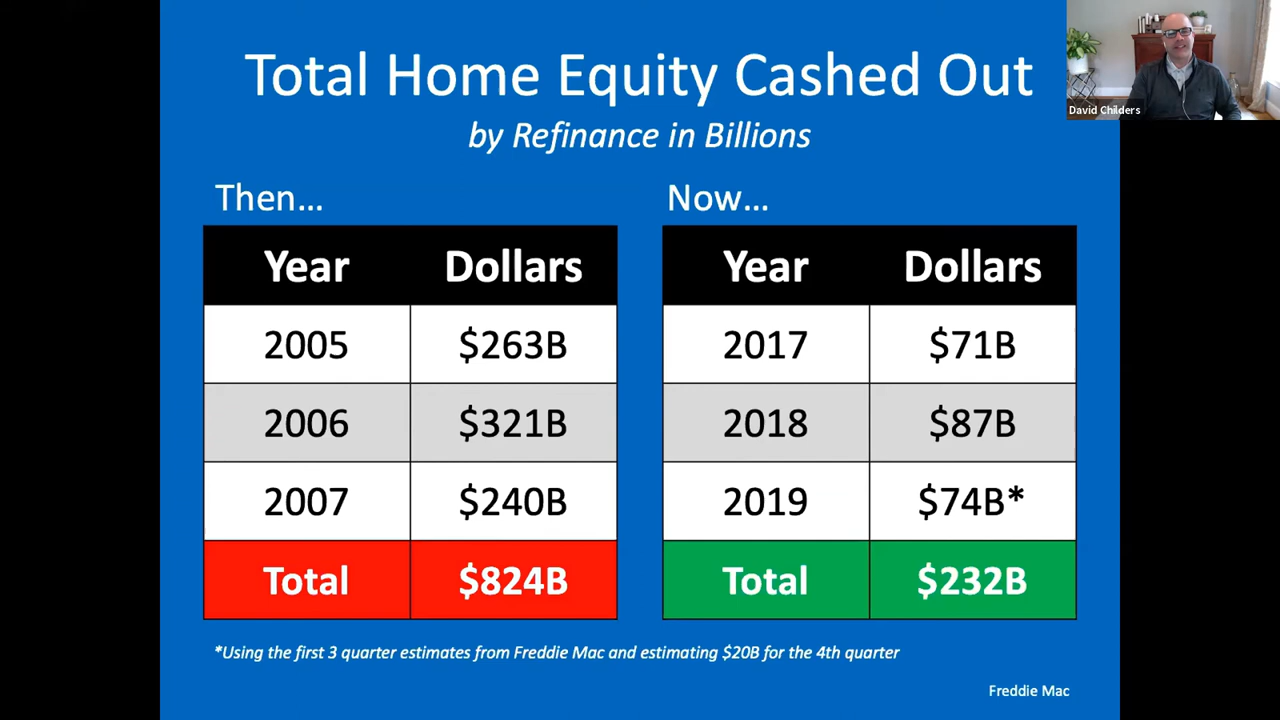 Total Home Equity Cashed Out
by Refinance in Billions
David Childers
Then...
Year Dollars
2005 $263B
2006 $321B
2007 $240B
Total $824B
Now...
Year Dollars
2017 $71B
2018 $87B
2019 $74B*
Total $232B
*Using the first 3 quarter estimates from Freddie Mac and estimating $20B for the 4th quarter
Freddie Mac